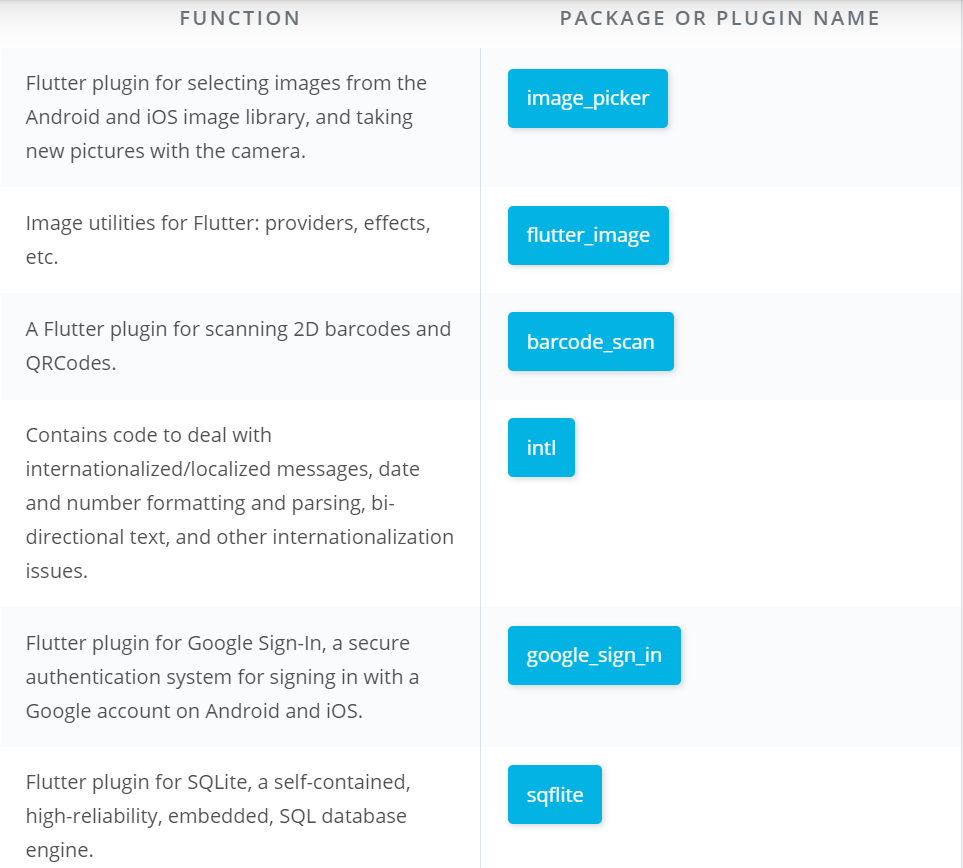 FUNCTION
PACKAGE OR PLUGIN NAME
Flutter plugin for selecting images from the
Android and iOS image library, and taking
new pictures with the camera.
image_picker
Image utilities for Flutter: providers, effects,
etc.
flutter_image
A Flutter plugin for scanning 2D barcodes and
QRCodes.
barcode_scan
Contains code to deal with
internationalized/localized messages, date
and number formatting and parsing, bi-
directional text, and other internationalization
issues.
intl
Flutter plugin for Google Sign-In, a secure
authentication system for signing in with a
Google account on Android and iOS.
google_sign_in
Flutter plugin for SQLite, a self-contained,
high-reliability, embedded, SQL database
engine.
sqflite